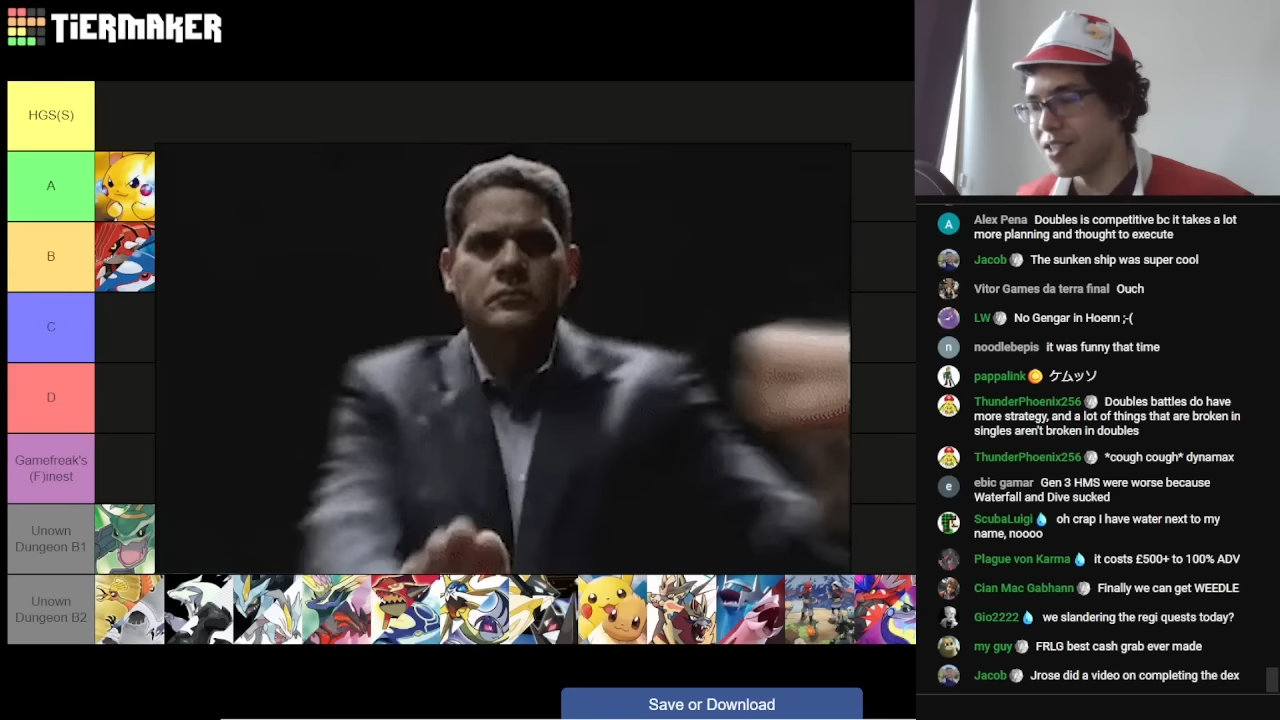 TiERMAKER
HGS(S)
A
B
C
D
Gamefreak's
(F)inest
Unown
Dungeon B1
Unown
Dungeon B2
Save or Download
A
Alex Pena Doubles is competitive bc it takes a lot
more planning and thought to execute
Jacob The sunken ship was super cool
Vitor Games da terra final Ouch
LW No Gengar in Hoenn ;-(
n
noodlebepis it was funny that time
pappalink ケムッソ
ThunderPhoenix256 Doubles battles do have
more strategy, and a lot of things that are broken in
singles aren't broken in doubles
ThunderPhoenix256 *cough cough* dynamax
e
ebic gamar Gen 3 HMS were worse because
Waterfall and Dive sucked
ScubaLuigi oh crap I have water next to my
name, noooo
Plague von Karma it costs £500+ to 100% ADV
Cian Mac Gabhann Finally we can get WEEDLE
Gio2222 we slandering the regi quests today?
my guy FRLG best cash grab ever made
Jacob Jrose did a video on completing the dex